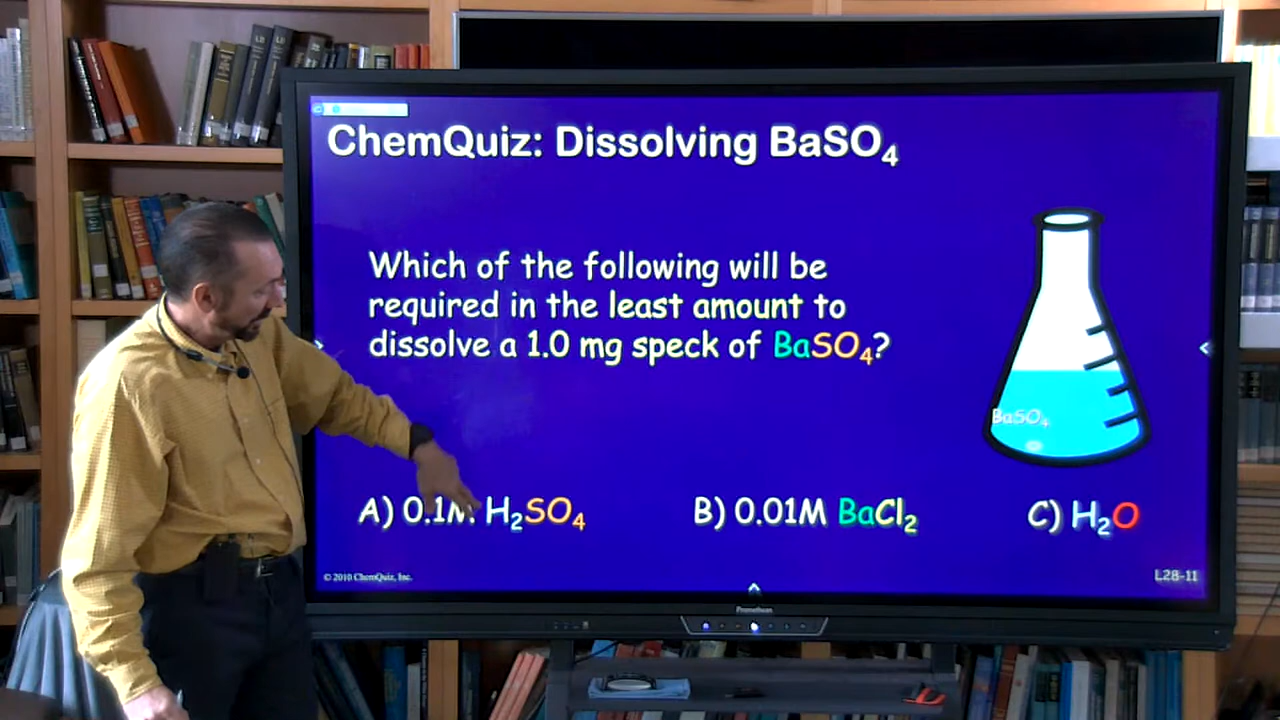 ChemQuiz: Dissolving BaSO₄
Which of the following will be
required in the least amount to
dissolve a 1.0 mg speck of BaSO₄?
BaSO₄
A) 0.1M H₂SO₄ B) 0.01M BaCl₂ C) H₂O
© 2010 ChemQuiz, Inc. L28-11
Promethean